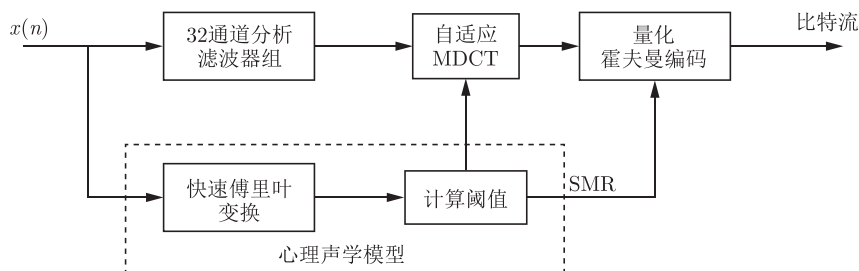 x(n)
32通道分析
滤波器组
自适应
MDCT
量化
霍夫曼编码
比特流
快速傅里叶
变换
计算阈值
SMR
心理声学模型